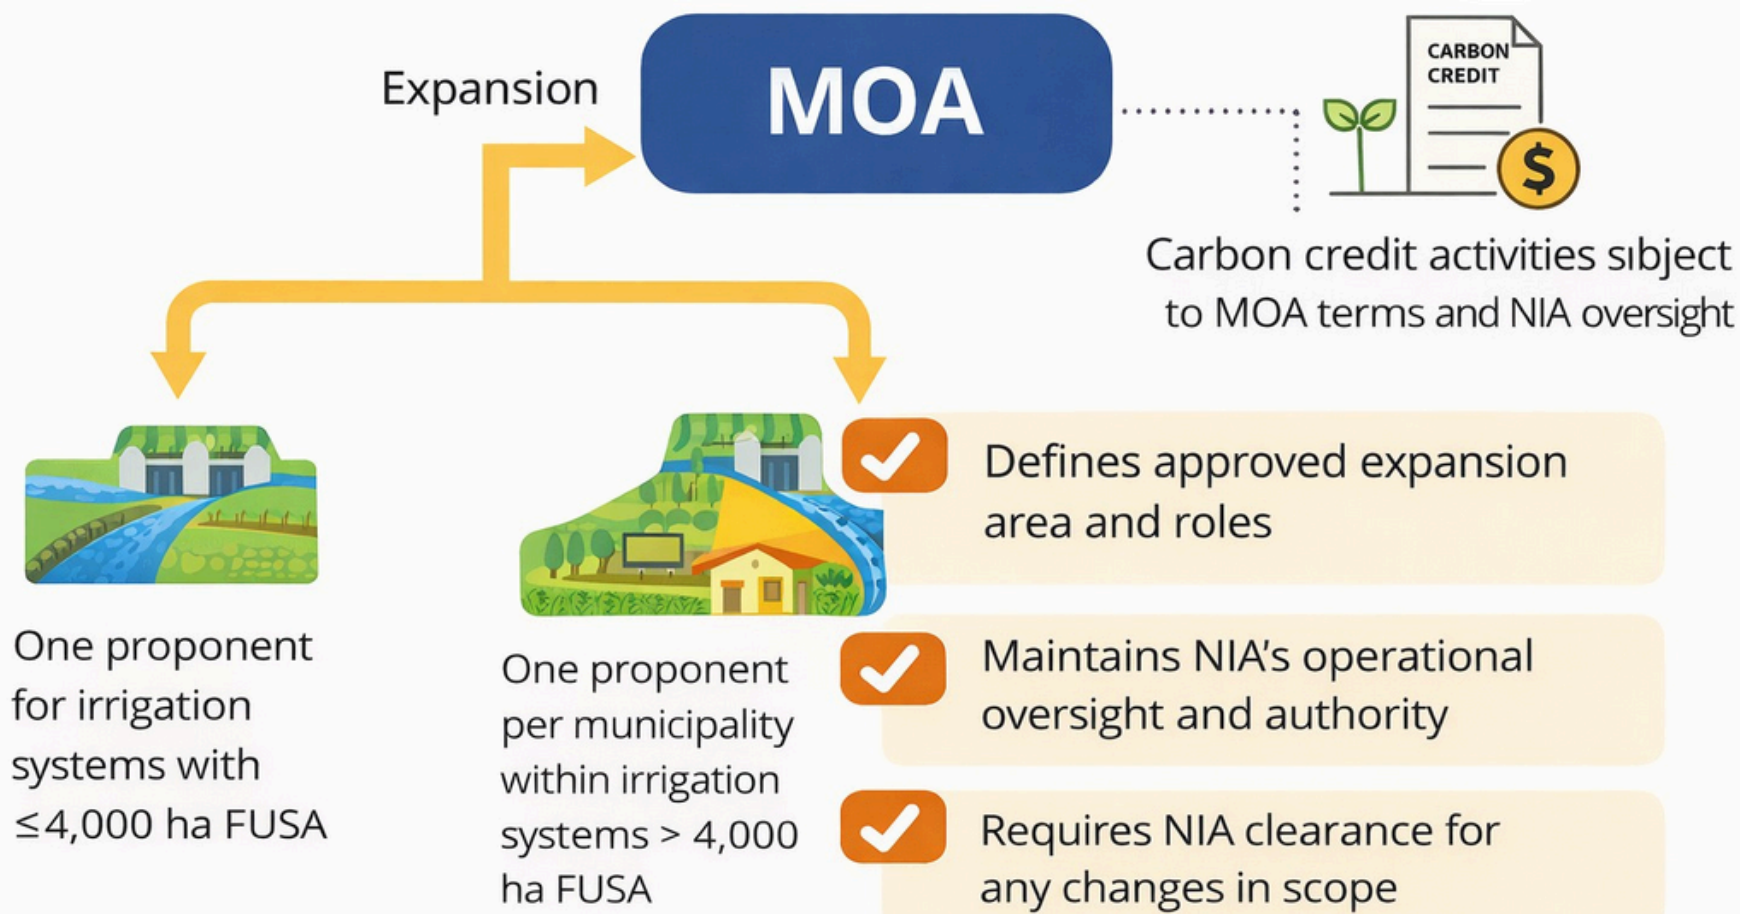 Expansion
MOA
CARBON
CREDIT
$
Carbon credit activities sıbject
to MOA terms and NIA oversight
One proponent
for irrigation
systems with
≤4,000 ha FUSA
One proponent
per municipality
within irrigation
systems > 4,000
ha FUSA
Defines approved expansion
area and roles
Maintains NIA's operational
oversight and authority
Requires NIA clearance for
any changes in scope